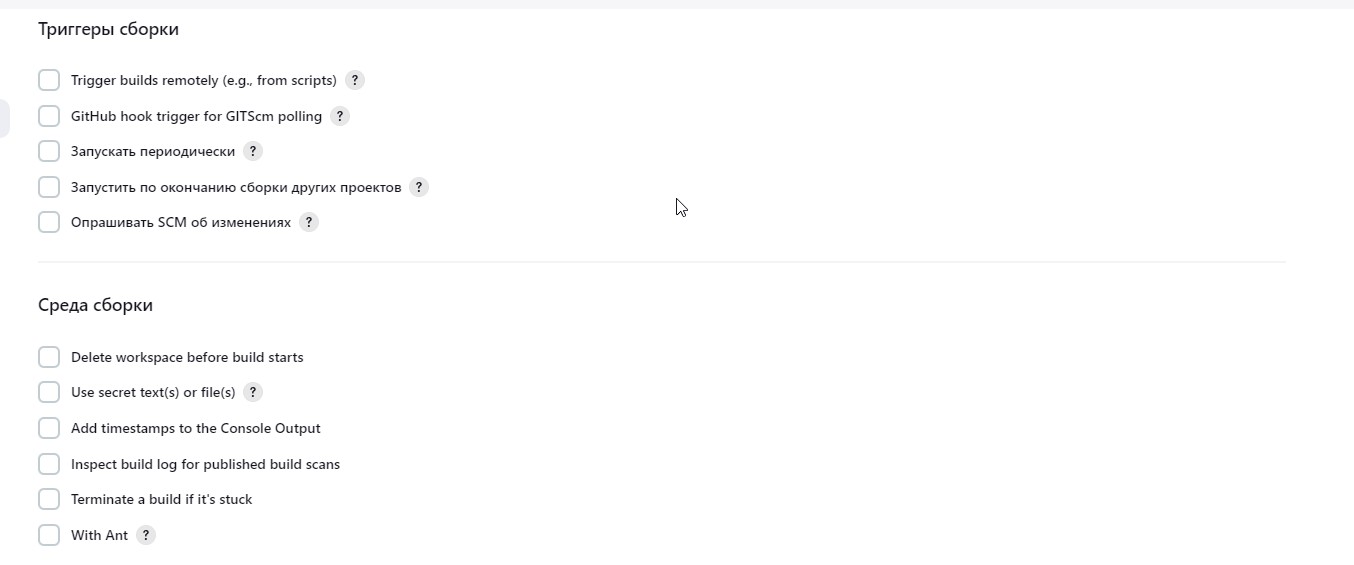 Триггеры сборки
Trigger builds remotely (e.g., from scripts) ?
GitHub hook trigger for GITScm polling ?
Запускать периодически ?
Запустить по окончанию сборки других проектов ?
Опрашивать SCM об изменениях ?
Среда сборки
Delete workspace before build starts
Use secret text(s) or file(s) ?
Add timestamps to the Console Output
Inspect build log for published build scans
Terminate a build if it's stuck
With Ant ?